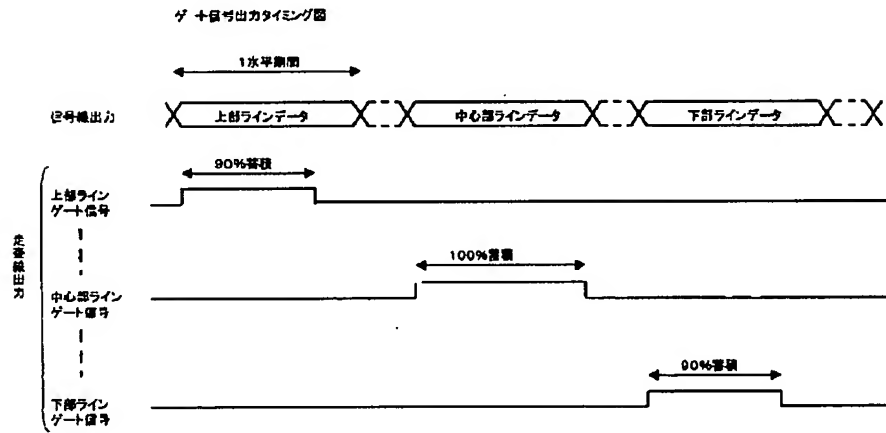 ゲート信号出力タイミング図
1水平期間
信号線出力
上部ラインデータ
中心部ラインデータ
下部ラインデータ
90%蓄積
上部ライン
ゲート信号
走査線出力
100%蓄積
中心部ライン
ゲート信号
90%蓄積
下部ライン
ゲート信号